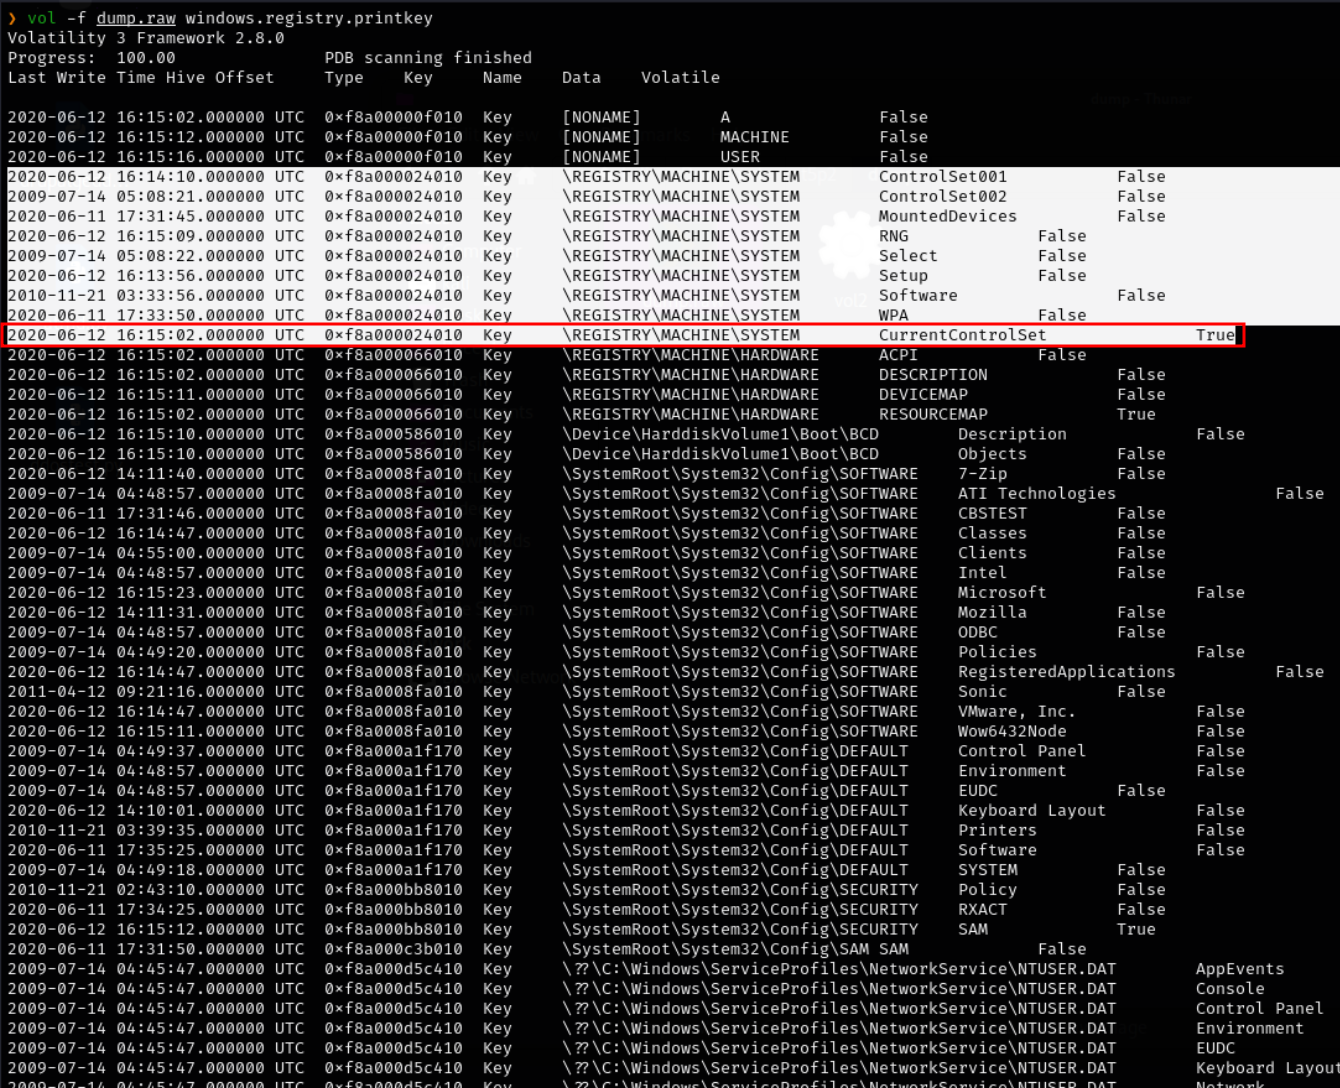 ❯ vol -f dump.raw windows.registry.printkey
Volatility 3 Framework 2.8.0
Progress:  100.00               PDB scanning finished
Last Write Time Hive Offset     Type    Key     Name    Data    Volatile
2020-06-12 16:15:02.000000 UTC  0×f8a00000f010  Key     [NONAME]        A               False
2020-06-12 16:15:12.000000 UTC  0×f8a00000f010  Key     [NONAME]        MACHINE         False
2020-06-12 16:15:16.000000 UTC  0×f8a00000f010  Key     [NONAME]        USER            False
2020-06-12 16:14:10.000000 UTC  0×f8a000024010  Key     \REGISTRY\MACHINE\SYSTEM        ControlSet001           False
2009-07-14 05:08:21.000000 UTC  0×f8a000024010  Key     \REGISTRY\MACHINE\SYSTEM        ControlSet002           False
2020-06-11 17:31:45.000000 UTC  0×f8a000024010  Key     \REGISTRY\MACHINE\SYSTEM        MountedDevices          False
2020-06-12 16:15:09.000000 UTC  0×f8a000024010  Key     \REGISTRY\MACHINE\SYSTEM        RNG             False
2009-07-14 05:08:22.000000 UTC  0×f8a000024010  Key     \REGISTRY\MACHINE\SYSTEM        Select          False
2020-06-12 16:13:56.000000 UTC  0×f8a000024010  Key     \REGISTRY\MACHINE\SYSTEM        Setup           False
2010-11-21 03:33:56.000000 UTC  0×f8a000024010  Key     \REGISTRY\MACHINE\SYSTEM        Software                False
2020-06-11 17:33:50.000000 UTC  0×f8a000024010  Key     \REGISTRY\MACHINE\SYSTEM        WPA             False
2020-06-12 16:15:02.000000 UTC  0×f8a000024010  Key     \REGISTRY\MACHINE\SYSTEM        CurrentControlSet               True
2020-06-12 16:15:02.000000 UTC  0×f8a000066010  Key     \REGISTRY\MACHINE\HARDWARE      ACPI            False
2020-06-12 16:15:02.000000 UTC  0×f8a000066010  Key     \REGISTRY\MACHINE\HARDWARE      DESCRIPTION             False
2020-06-12 16:15:11.000000 UTC  0×f8a000066010  Key     \REGISTRY\MACHINE\HARDWARE      DEVICEMAP               False
2020-06-12 16:15:02.000000 UTC  0×f8a000066010  Key     \REGISTRY\MACHINE\HARDWARE      RESOURCEMAP             True
2020-06-12 16:15:10.000000 UTC  0×f8a000586010  Key     \Device\HarddiskVolume1\Boot\BCD        Description             False
2020-06-12 16:15:10.000000 UTC  0×f8a000586010  Key     \Device\HarddiskVolume1\Boot\BCD        Objects         False
2020-06-12 14:11:40.000000 UTC  0×f8a0008fa010  Key     \SystemRoot\System32\Config\SOFTWARE    7-Zip           False
2009-07-14 04:48:57.000000 UTC  0×f8a0008fa010  Key     \SystemRoot\System32\Config\SOFTWARE    ATI Technologies                False
2020-06-11 17:31:46.000000 UTC  0×f8a0008fa010  Key     \SystemRoot\System32\Config\SOFTWARE    CBSTEST         False
2020-06-12 16:14:47.000000 UTC  0×f8a0008fa010  Key     \SystemRoot\System32\Config\SOFTWARE    Classes         False
2009-07-14 04:55:00.000000 UTC  0×f8a0008fa010  Key     \SystemRoot\System32\Config\SOFTWARE    Clients         False
2009-07-14 04:48:57.000000 UTC  0×f8a0008fa010  Key     \SystemRoot\System32\Config\SOFTWARE    Intel           False
2020-06-12 16:15:23.000000 UTC  0×f8a0008fa010  Key     \SystemRoot\System32\Config\SOFTWARE    Microsoft               False
2020-06-12 14:11:31.000000 UTC  0×f8a0008fa010  Key     \SystemRoot\System32\Config\SOFTWARE    Mozilla         False
2009-07-14 04:48:57.000000 UTC  0×f8a0008fa010  Key     \SystemRoot\System32\Config\SOFTWARE    ODBC            False
2009-07-14 04:49:20.000000 UTC  0×f8a0008fa010  Key     \SystemRoot\System32\Config\SOFTWARE    Policies                False
2020-06-12 16:14:47.000000 UTC  0×f8a0008fa010  Key     \SystemRoot\System32\Config\SOFTWARE    RegisteredApplications          False
2011-04-12 09:21:16.000000 UTC  0×f8a0008fa010  Key     \SystemRoot\System32\Config\SOFTWARE    Sonic           False
2020-06-12 16:14:47.000000 UTC  0×f8a0008fa010  Key     \SystemRoot\System32\Config\SOFTWARE    VMware, Inc.            False
2020-06-12 16:15:11.000000 UTC  0×f8a0008fa010  Key     \SystemRoot\System32\Config\SOFTWARE    Wow6432Node             False
2009-07-14 04:49:37.000000 UTC  0×f8a000a1f170  Key     \SystemRoot\System32\Config\DEFAULT     Control Panel           False
2009-07-14 04:48:57.000000 UTC  0×f8a000a1f170  Key     \SystemRoot\System32\Config\DEFAULT     Environment             False
2009-07-14 04:48:57.000000 UTC  0×f8a000a1f170  Key     \SystemRoot\System32\Config\DEFAULT     EUDC            False
2020-06-12 14:10:01.000000 UTC  0×f8a000a1f170  Key     \SystemRoot\System32\Config\DEFAULT     Keyboard Layout         False
2010-11-21 03:39:35.000000 UTC  0×f8a000a1f170  Key     \SystemRoot\System32\Config\DEFAULT     Printers                False
2020-06-11 17:35:25.000000 UTC  0×f8a000a1f170  Key     \SystemRoot\System32\Config\DEFAULT     Software                False
2009-07-14 04:49:18.000000 UTC  0×f8a000a1f170  Key     \SystemRoot\System32\Config\DEFAULT     SYSTEM          False
2010-11-21 02:43:10.000000 UTC  0×f8a000bb8010  Key     \SystemRoot\System32\Config\SECURITY    Policy          False
2020-06-11 17:34:25.000000 UTC  0×f8a000bb8010  Key     \SystemRoot\System32\Config\SECURITY    RXACT           False
2020-06-12 16:15:12.000000 UTC  0×f8a000bb8010  Key     \SystemRoot\System32\Config\SECURITY    SAM             True
2020-06-11 17:31:50.000000 UTC  0×f8a000c3b010  Key     \SystemRoot\System32\Config\SAM SAM             False
2009-07-14 04:45:47.000000 UTC  0×f8a000d5c410  Key     \??\C:\Windows\ServiceProfiles\NetworkService\NTUSER.DAT        AppEvents
2009-07-14 04:45:47.000000 UTC  0×f8a000d5c410  Key     \??\C:\Windows\ServiceProfiles\NetworkService\NTUSER.DAT        Console
2009-07-14 04:45:47.000000 UTC  0×f8a000d5c410  Key     \??\C:\Windows\ServiceProfiles\NetworkService\NTUSER.DAT        Control Panel
2009-07-14 04:45:47.000000 UTC  0×f8a000d5c410  Key     \??\C:\Windows\ServiceProfiles\NetworkService\NTUSER.DAT        Environment
2009-07-14 04:45:47.000000 UTC  0×f8a000d5c410  Key     \??\C:\Windows\ServiceProfiles\NetworkService\NTUSER.DAT        EUDC
2009-07-14 04:45:47.000000 UTC  0×f8a000d5c410  Key     \??\C:\Windows\ServiceProfiles\NetworkService\NTUSER.DAT        Keyboard Layou